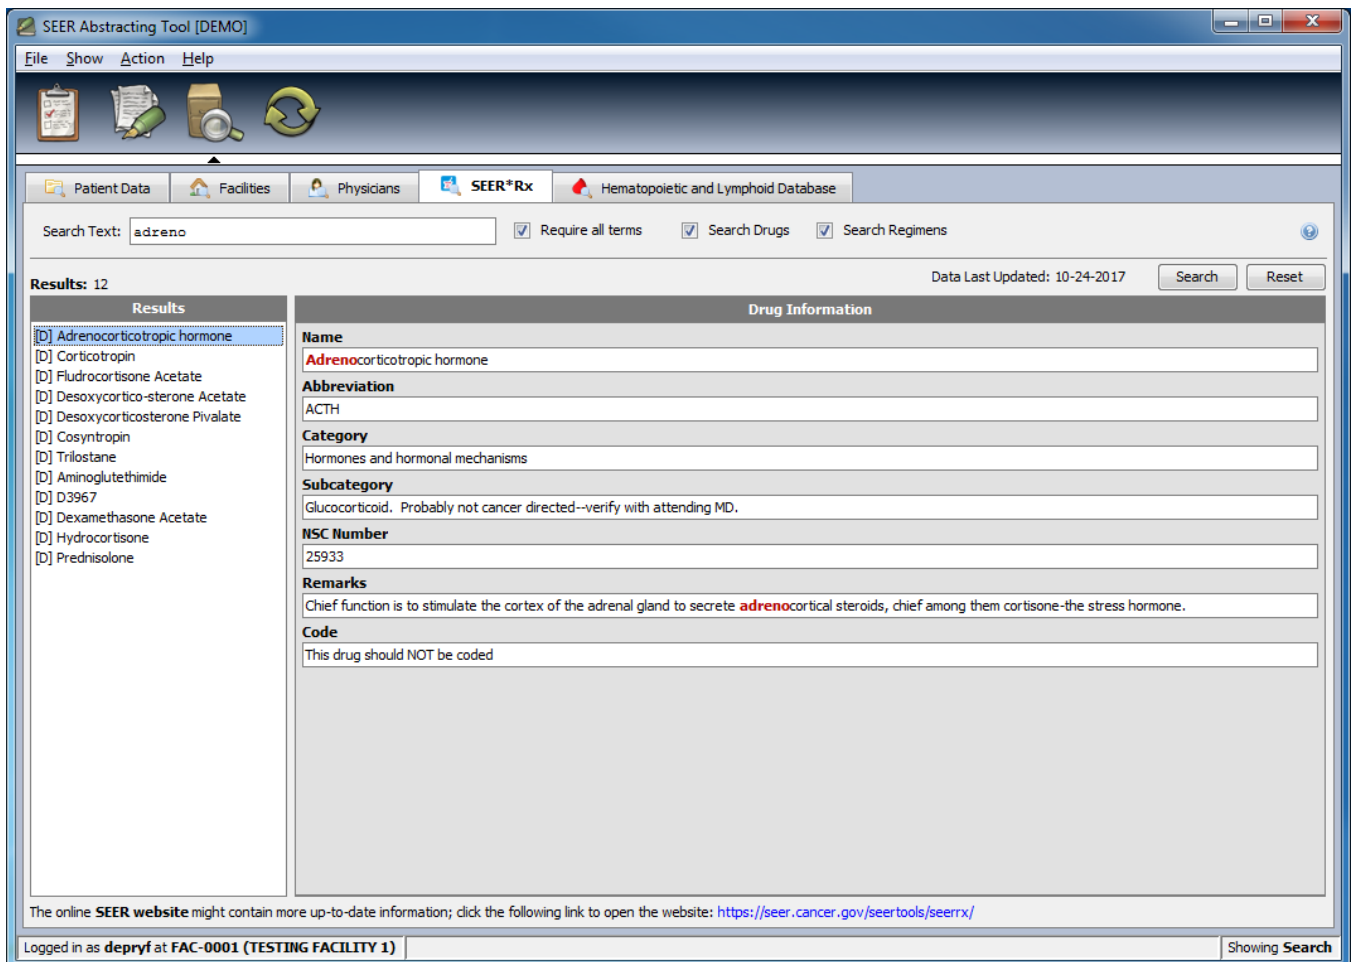 SEER Abstracting Tool [DEMO]
File Show Action Help
Patient Data Facilities Physicians SEER*Rx Hematopoietic and Lymphoid Database
Search Text: adreno Require all terms Search Drugs Search Regimens
Results: 12 Data Last Updated: 10-24-2017 Search Reset
Results
[D] Adrenocorticotropic hormone
[D] Corticotropin
[D] Fludrocortisone Acetate
[D] Desoxycortico-sterone Acetate
[D] Desoxycorticosterone Pivalate
[D] Cosyntropin
[D] Trilostane
[D] Aminoglutethimide
[D] D3967
[D] Dexamethasone Acetate
[D] Hydrocortisone
[D] Prednisolone
Drug Information
Name
Adrenocorticotropic hormone
Abbreviation
ACTH
Category
Hormones and hormonal mechanisms
Subcategory
Glucocorticoid. Probably not cancer directed--verify with attending MD.
NSC Number
25933
Remarks
Chief function is to stimulate the cortex of the adrenal gland to secrete adrenocortical steroids, chief among them cortisone-the stress hormone.
Code
This drug should NOT be coded
The online SEER website might contain more up-to-date information; click the following link to open the website: https://seer.cancer.gov/seertools/seerrx/
Logged in as depryf at FAC-0001 (TESTING FACILITY 1) Showing Search